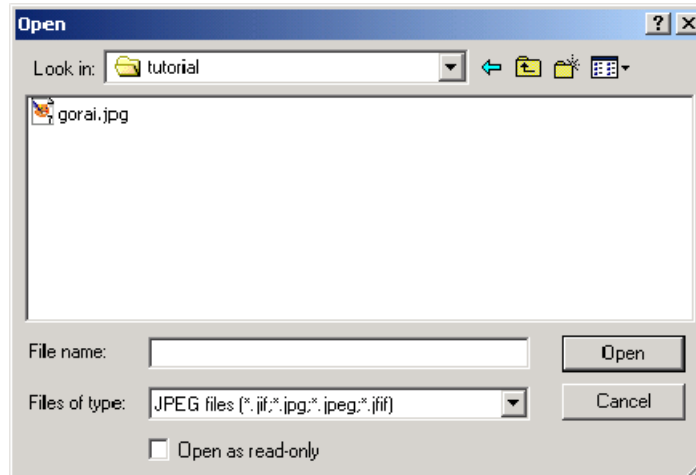 Open
Look in: tutorial
gorai.jpg
File name: Open
Files of type: JPEG files (*.jif;*.jpg;*.jpeg;*.jfif) Cancel
Open as read-only